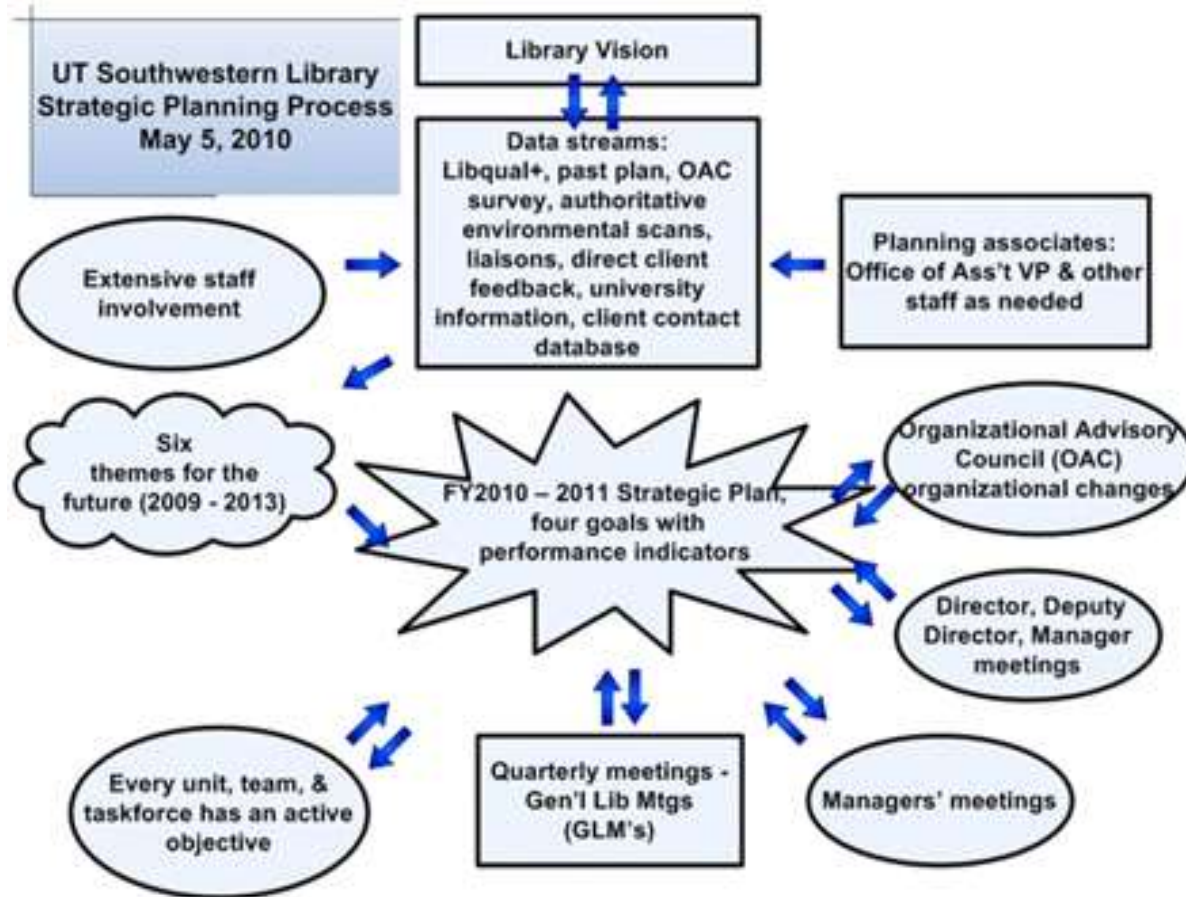 UT Southwestern Library
Strategic Planning Process
May 5, 2010
Library Vision
Data streams:
Libqual+, past plan, OAC
survey, authoritative
environmental scans,
liaisons, direct client
feedback, university
information, client contact
database
Extensive staff
involvement
Planning associates:
Office of Ass't VP & other
staff as needed
Six
themes for the
future (2009 - 2013)
FY2010 – 2011 Strategic Plan,
four goals with
performance indicators
Organizational Advisory
Council (OAC)
organizational changes
Director, Deputy
Director, Manager
meetings
Every unit, team, &
taskforce has an active
objective
Quarterly meetings -
Gen'l Lib Mtgs
(GLM's)
Managers' meetings